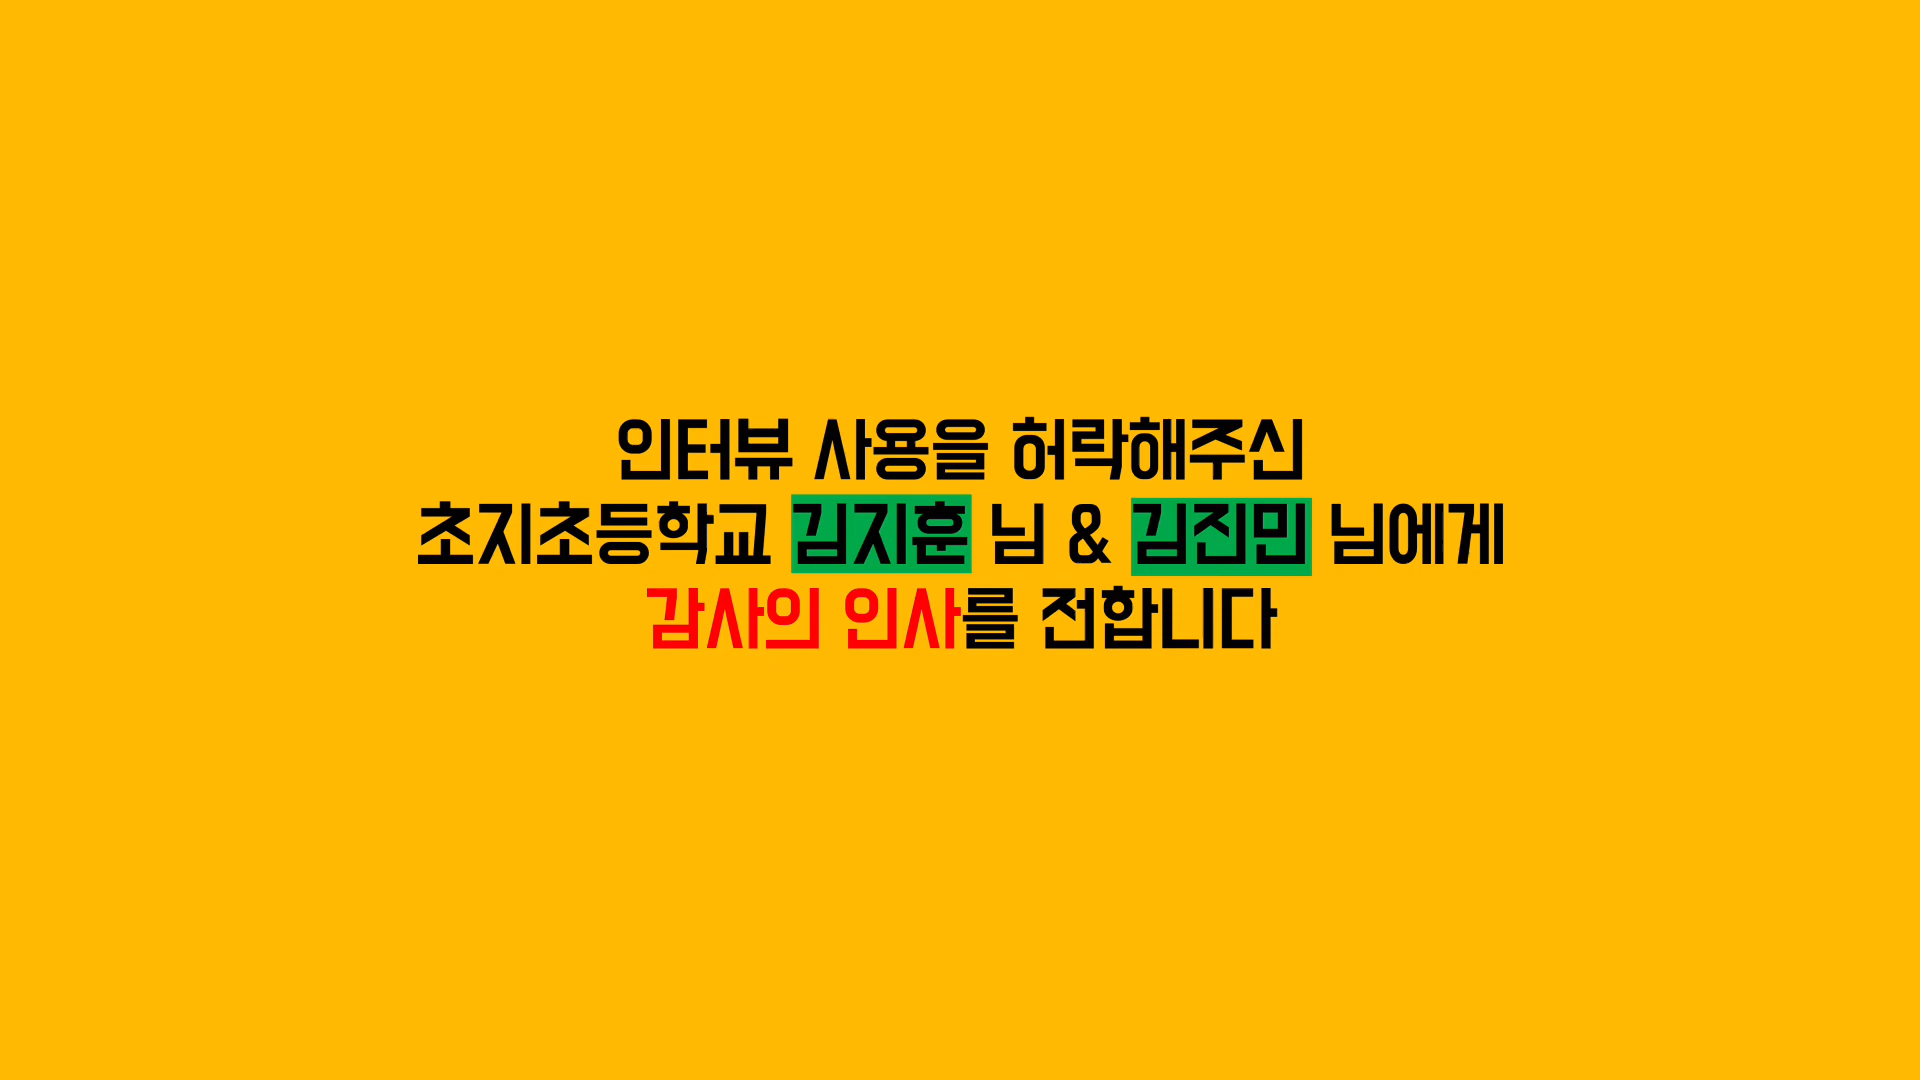 인터뷰 사용을 허락해주신
초지초등학교 김지훈 님 & 김진민 님에게
감사의 인사를 전합니다